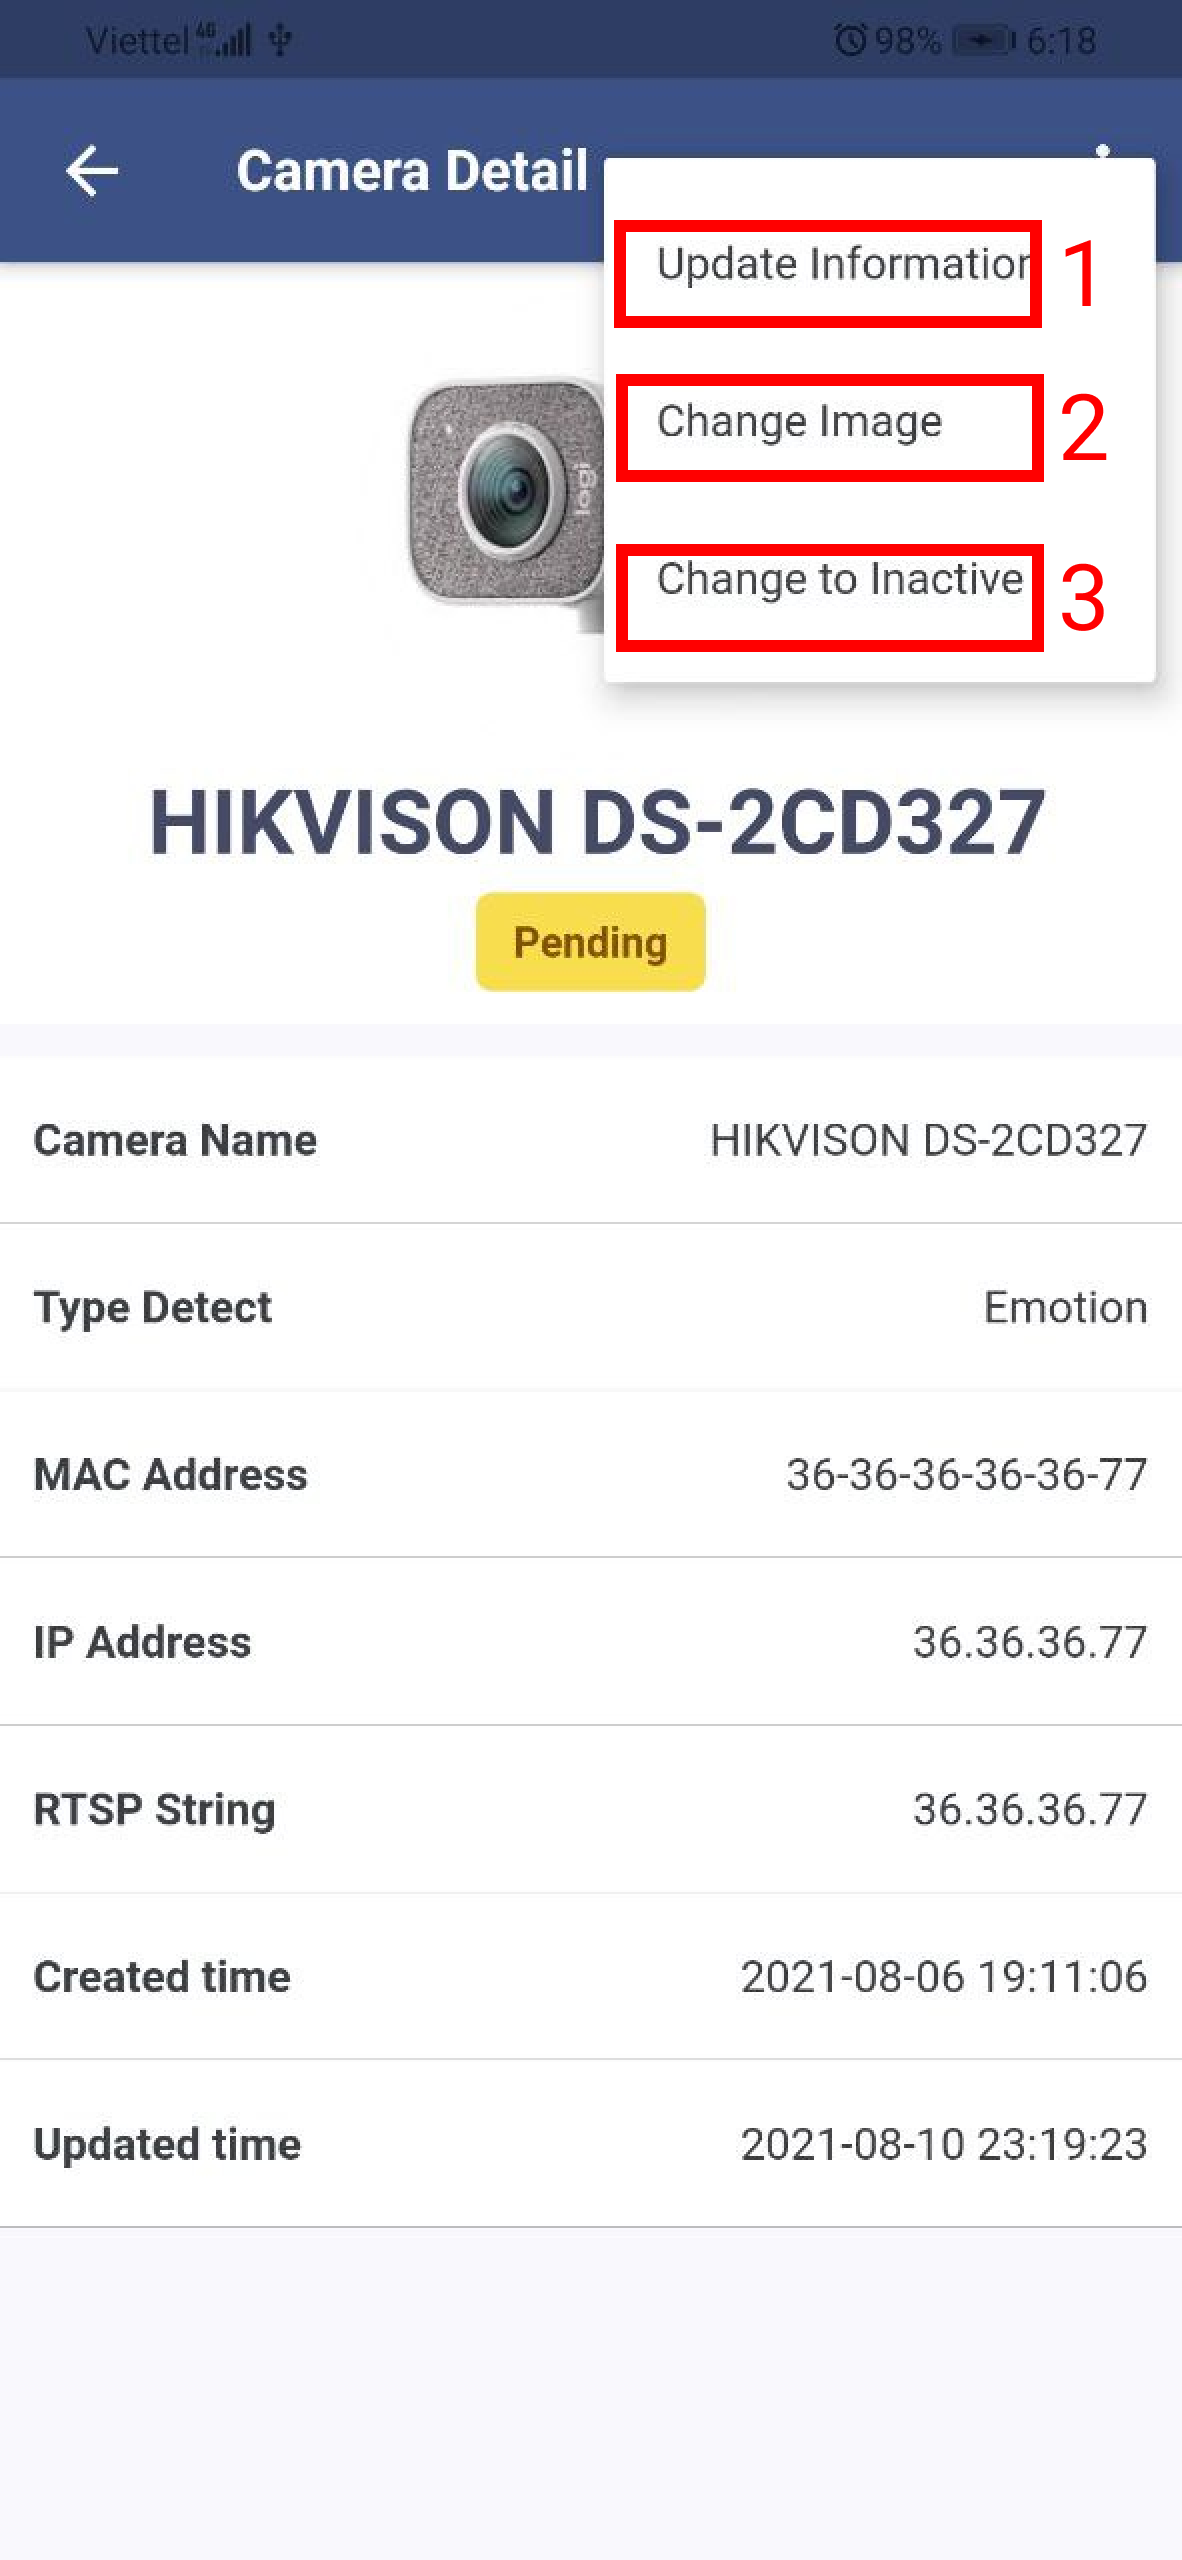 Viettel 4G 98% 6:18
Camera Detail
Update Information 1
Change Image 2
Change to Inactive 3
logi
HIKVISON DS-2CD327
Pending
Camera Name HIKVISON DS-2CD327
Type Detect Emotion
MAC Address 36-36-36-36-36-77
IP Address 36.36.36.77
RTSP String 36.36.36.77
Created time 2021-08-06 19:11:06
Updated time 2021-08-10 23:19:23